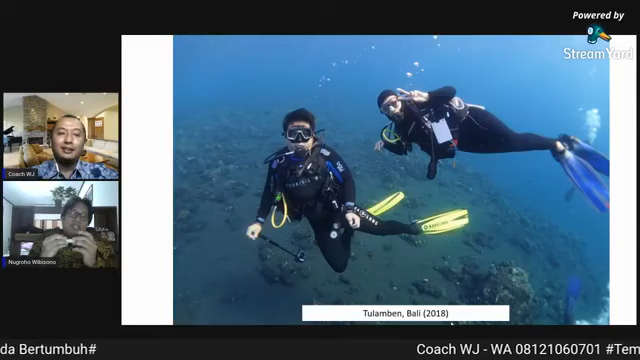 Powered by
StreamYard
Coach WJ
Nugroho Wibisono
Tulamben, Bali (2018)
da Bertumbuh#
Coach WJ - WA 08121060701 #Tem